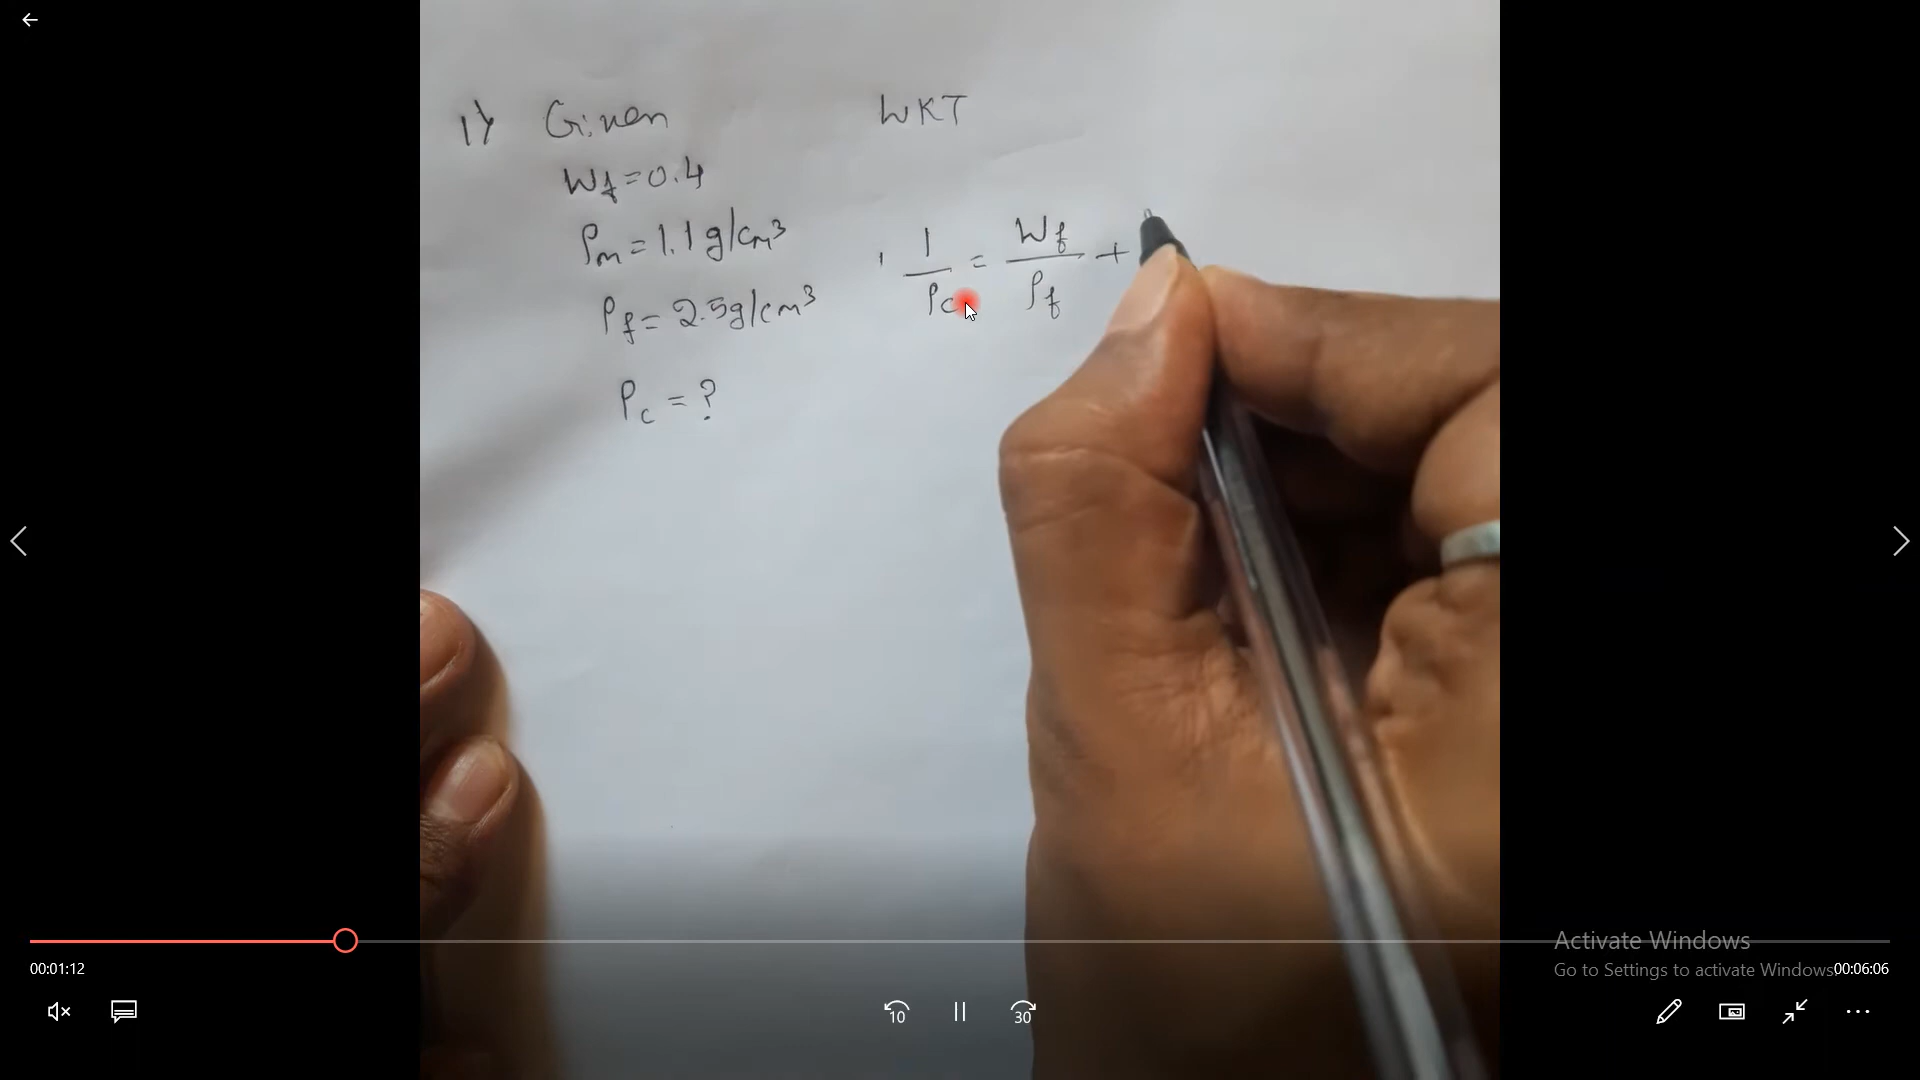 1) Given
WKT
Wf = 0.4
ρm = 1.1 g/cm³
1/ρc = Wf/ρf +
ρf = 2.5g/cm³
ρc = ?
Activate Windows
Go to Settings to activate Windows.
00:01:12
00:06:06
10
30